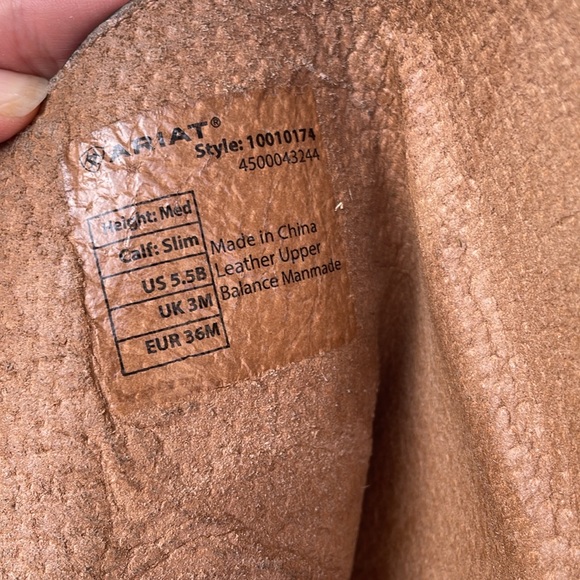 ARIAT®
Style: 10010174
4500043244
Height: Med
Calf: Slim
US 5.5B
UK 3M
EUR 36M
Made in China
Leather Upper
Balance Manmade